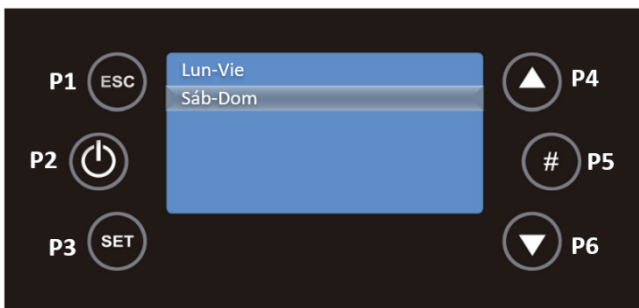 P1 ESC
Lun-Vie
Sáb-Dom
P4
P2
# P5
P3 SET
P6